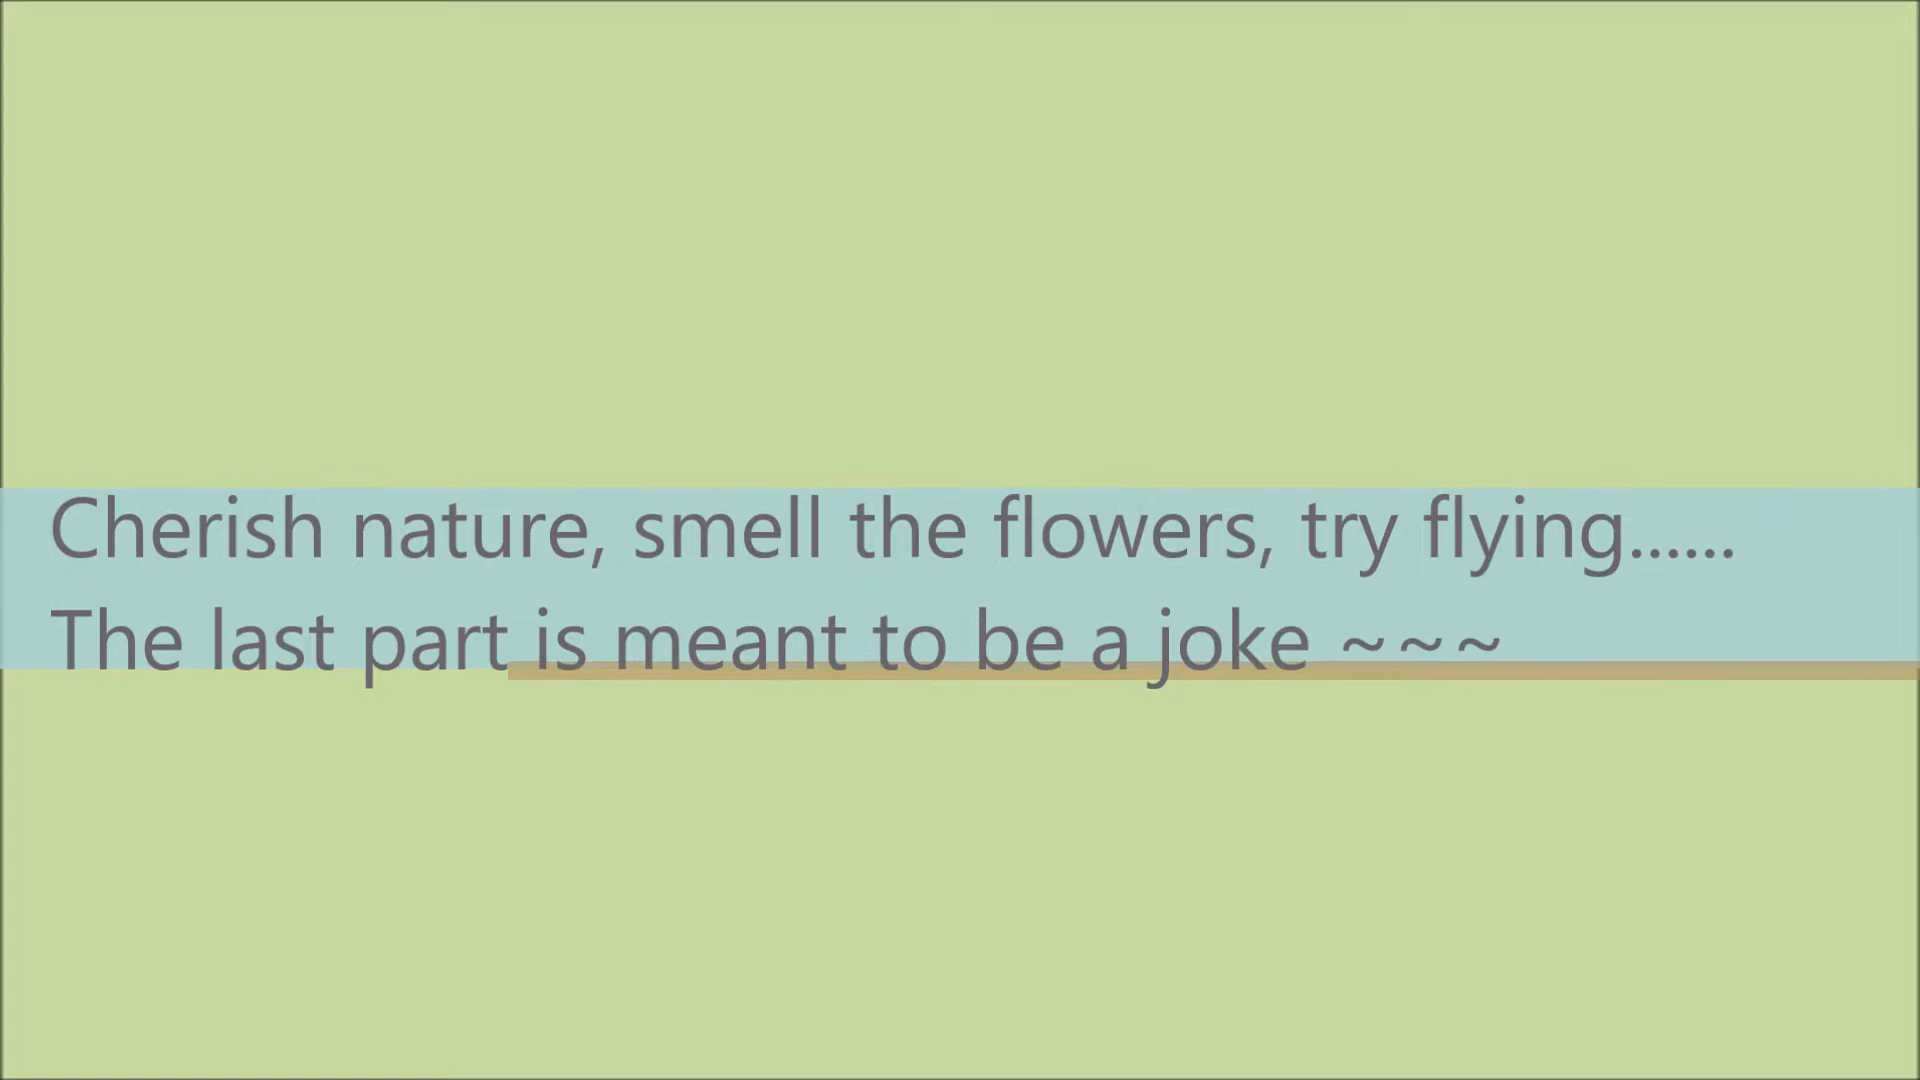 Cherish nature, smell the flowers, try flying......
The last part is meant to be a joke ~~~